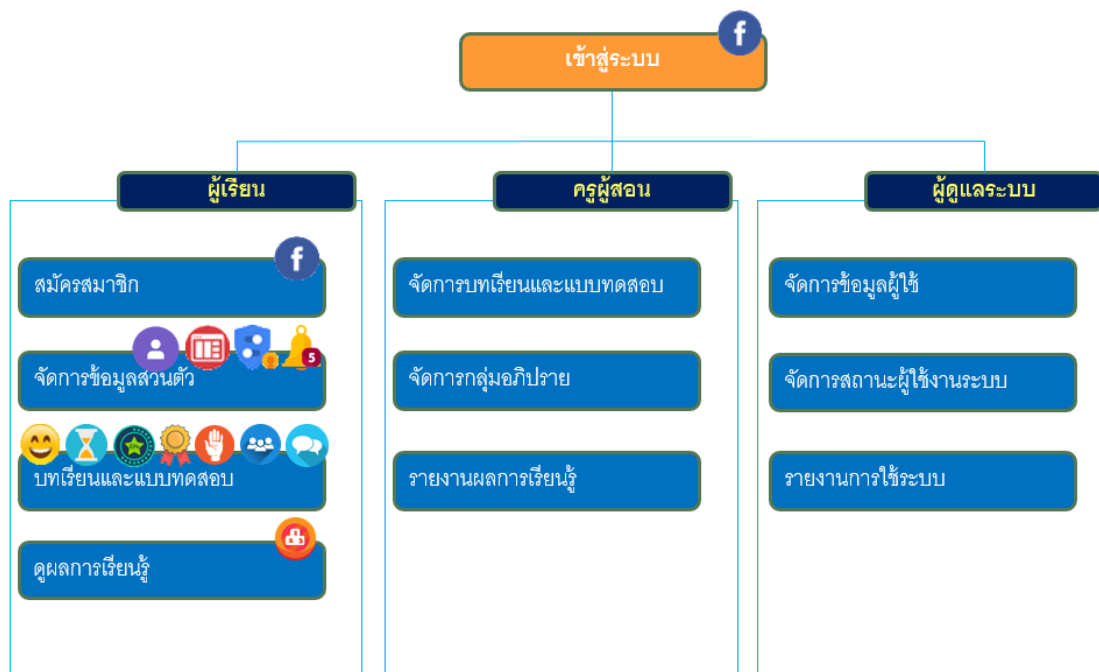 f
เข้าสู่ระบบ
ผู้เรียน
f
สมัครสมาชิก
5
จัดการข้อมูลส่วนตัว
บทเรียนและแบบทดสอบ
ดูผลการเรียนรู้
ครูผู้สอน
จัดการบทเรียนและแบบทดสอบ
จัดการกลุ่มอภิปราย
รายงานผลการเรียนรู้
ผู้ดูแลระบบ
จัดการข้อมูลผู้ใช้
จัดการสถานะผู้ใช้งานระบบ
รายงานการใช้ระบบ